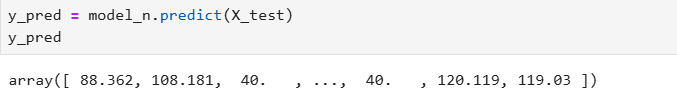 y_pred = model_n.predict(X_test)
y_pred
array([ 88.362, 108.181,  40.   , ...,  40.   , 120.119, 119.03 ])